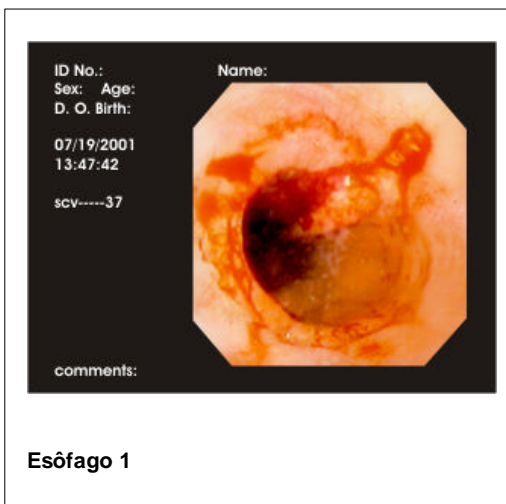 ID No.:
Name:
Sex: Age:
D. O. Birth:
07/19/2001
13:47:42
scv-----37
comments:
Esôfago 1